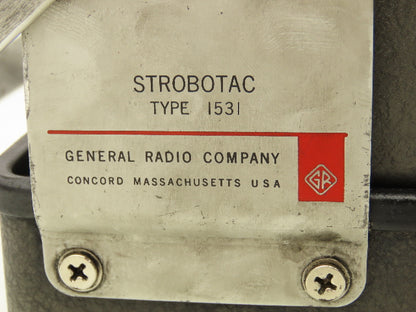 STROBOTAC
TYPE 1531
GENERAL RADIO COMPANY
CONCORD MASSACHUSETTS USA
GR